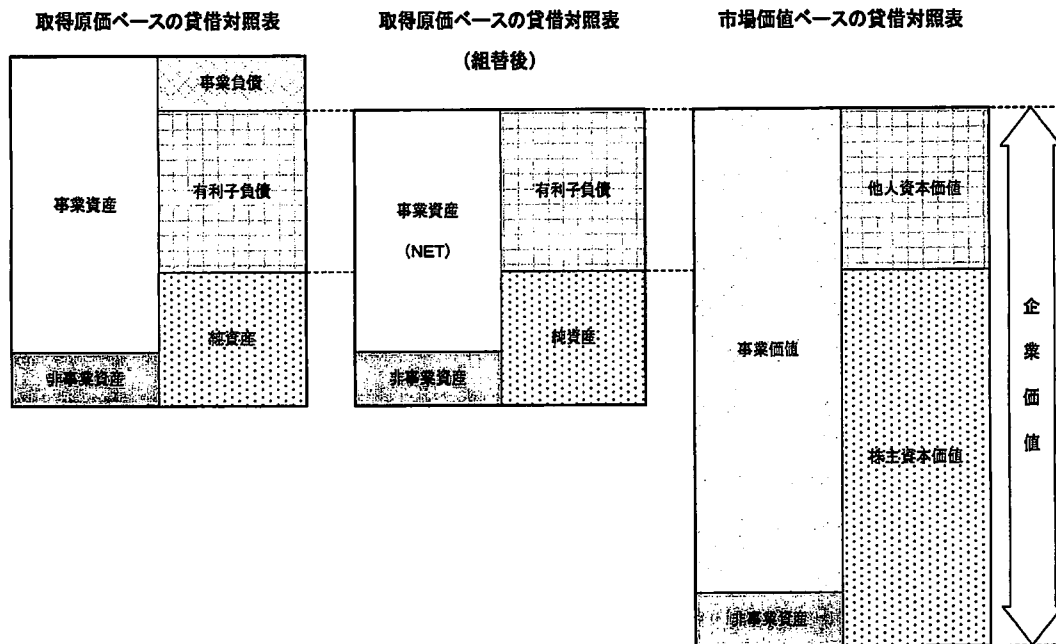 取得原価ベースの貸借対照表
事業負債
事業資産
有利子負債
純資産
非事業資産
取得原価ベースの貸借対照表
(組替後)
事業資産
(NET)
有利子負債
純資産
非事業資産
市場価値ベースの貸借対照表
他人資本価値
事業価値
株主資本価値
非事業資産
企業価値